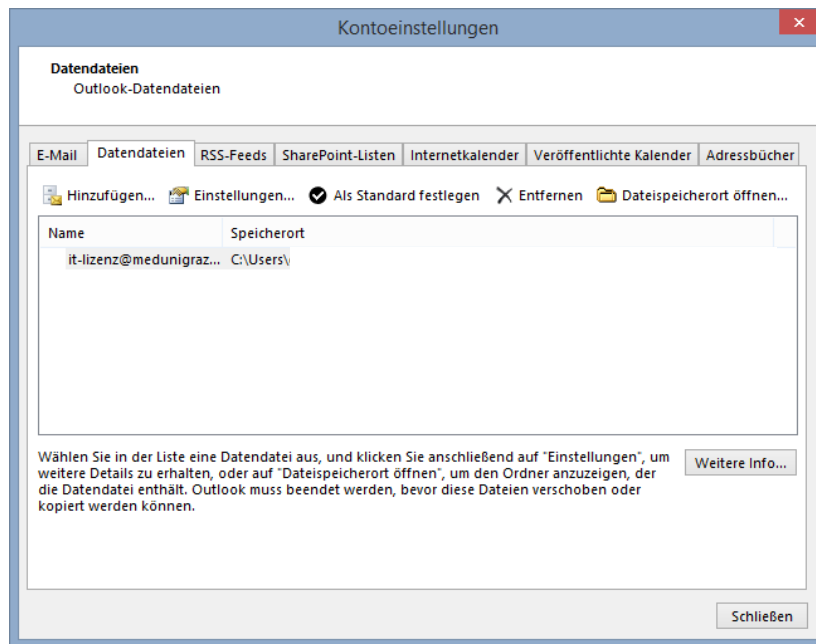 Kontoeinstellungen
Datendateien
Outlook-Datendateien
E-Mail Datendateien RSS-Feeds SharePoint-Listen Internetkalender Veröffentlichte Kalender Adressbücher
Hinzufügen... Einstellungen... Als Standard festlegen Entfernen Dateispeicherort öffnen...
Name Speicherort
it-lizenz@medunigraz... C:\Users\
Wählen Sie in der Liste eine Datendatei aus, und klicken Sie anschließend auf "Einstellungen", um
weitere Details zu erhalten, oder auf "Dateispeicherort öffnen", um den Ordner anzuzeigen, der
die Datendatei enthält. Outlook muss beendet werden, bevor diese Dateien verschoben oder
kopiert werden können.
Weitere Info...
Schließen